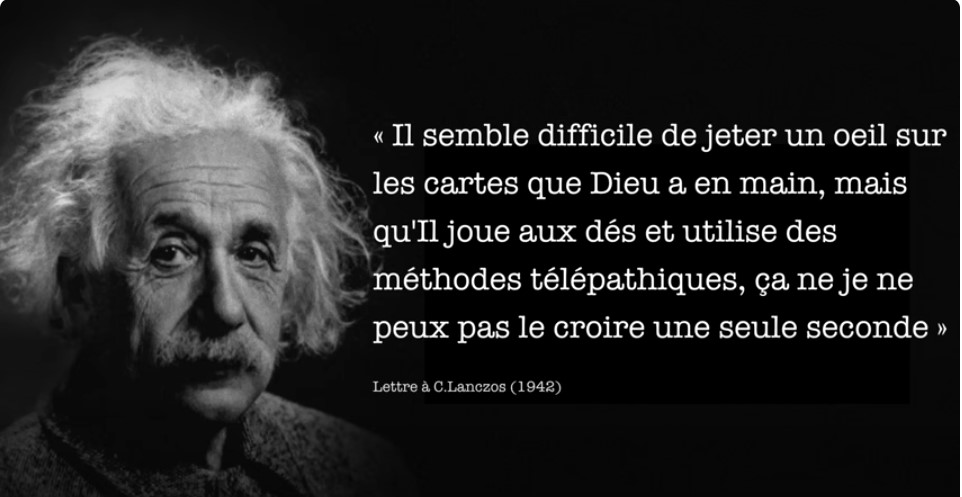 « Il semble difficile de jeter un oeil sur
les cartes que Dieu a en main, mais
qu'Il joue aux dés et utilise des
méthodes télépathiques, ça ne je ne
peux pas le croire une seule seconde »
Lettre à C.Lanczos (1942)